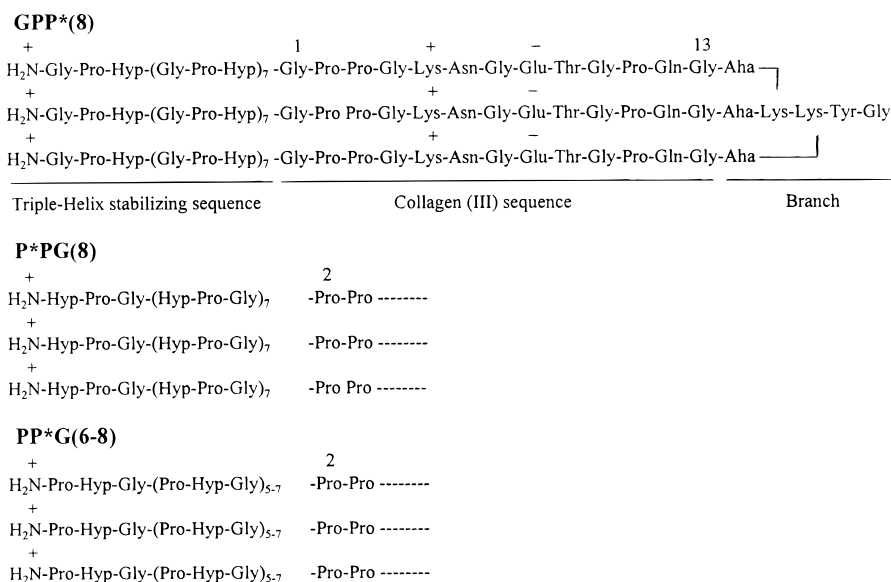 GPP*(8)
+ 1 + − 13
H₂N-Gly-Pro-Hyp-(Gly-Pro-Hyp)₇ -Gly-Pro-Pro-Gly-Lys-Asn-Gly-Glu-Thr-Gly-Pro-Gln-Gly-Aha
+ + −
H₂N-Gly-Pro-Hyp-(Gly-Pro-Hyp)₇ -Gly-Pro Pro-Gly-Lys-Asn-Gly-Glu-Thr-Gly-Pro-Gln-Gly-Aha-Lys-Lys-Tyr-Gly
+ + −
H₂N-Gly-Pro-Hyp-(Gly-Pro-Hyp)₇ -Gly-Pro-Pro-Gly-Lys-Asn-Gly-Glu-Thr-Gly-Pro-Gln-Gly-Aha
Triple-Helix stabilizing sequence Collagen (III) sequence Branch
P*PG(8)
+ 2
H₂N-Hyp-Pro-Gly-(Hyp-Pro-Gly)₇ -Pro-Pro --------
+
H₂N-Hyp-Pro-Gly-(Hyp-Pro-Gly)₇ -Pro-Pro --------
+
H₂N-Hyp-Pro-Gly-(Hyp-Pro-Gly)₇ -Pro Pro --------
PP*G(6-8)
+ 2
H₂N-Pro-Hyp-Gly-(Pro-Hyp-Gly)₅₋₇ -Pro-Pro --------
+
H₂N-Pro-Hyp-Gly-(Pro-Hyp-Gly)₅₋₇ -Pro-Pro --------
+
H₂N-Pro-Hyp-Gly-(Pro-Hyp-Gly)₅₋₇ -Pro-Pro --------